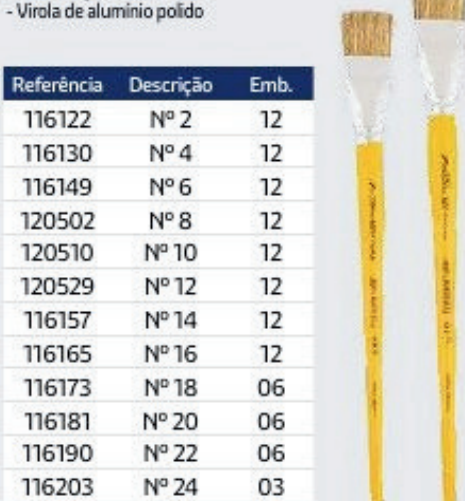 - Virola de alumínio polido
Referência Descrição Emb.
116122 Nº 2 12
116130 Nº 4 12
116149 Nº 6 12
120502 Nº 8 12
120510 Nº 10 12
120529 Nº 12 12
116157 Nº 14 12
116165 Nº 16 12
116173 Nº 18 06
116181 Nº 20 06
116190 Nº 22 06
116203 Nº 24 03